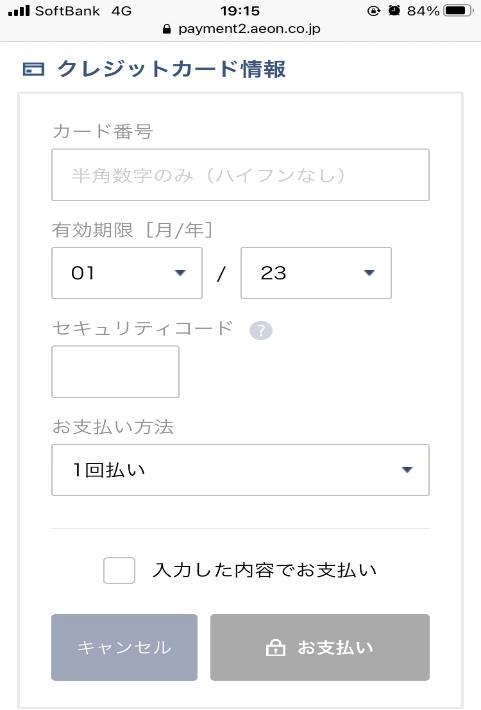 SoftBank 4G 19:15 84%
payment2.aeon.co.jp
クレジットカード情報
カード番号
半角数字のみ（ハイフンなし）
有効期限［月/年］
01 / 23
セキュリティコード ?
お支払い方法
1回払い
入力した内容でお支払い
キャンセル お支払い